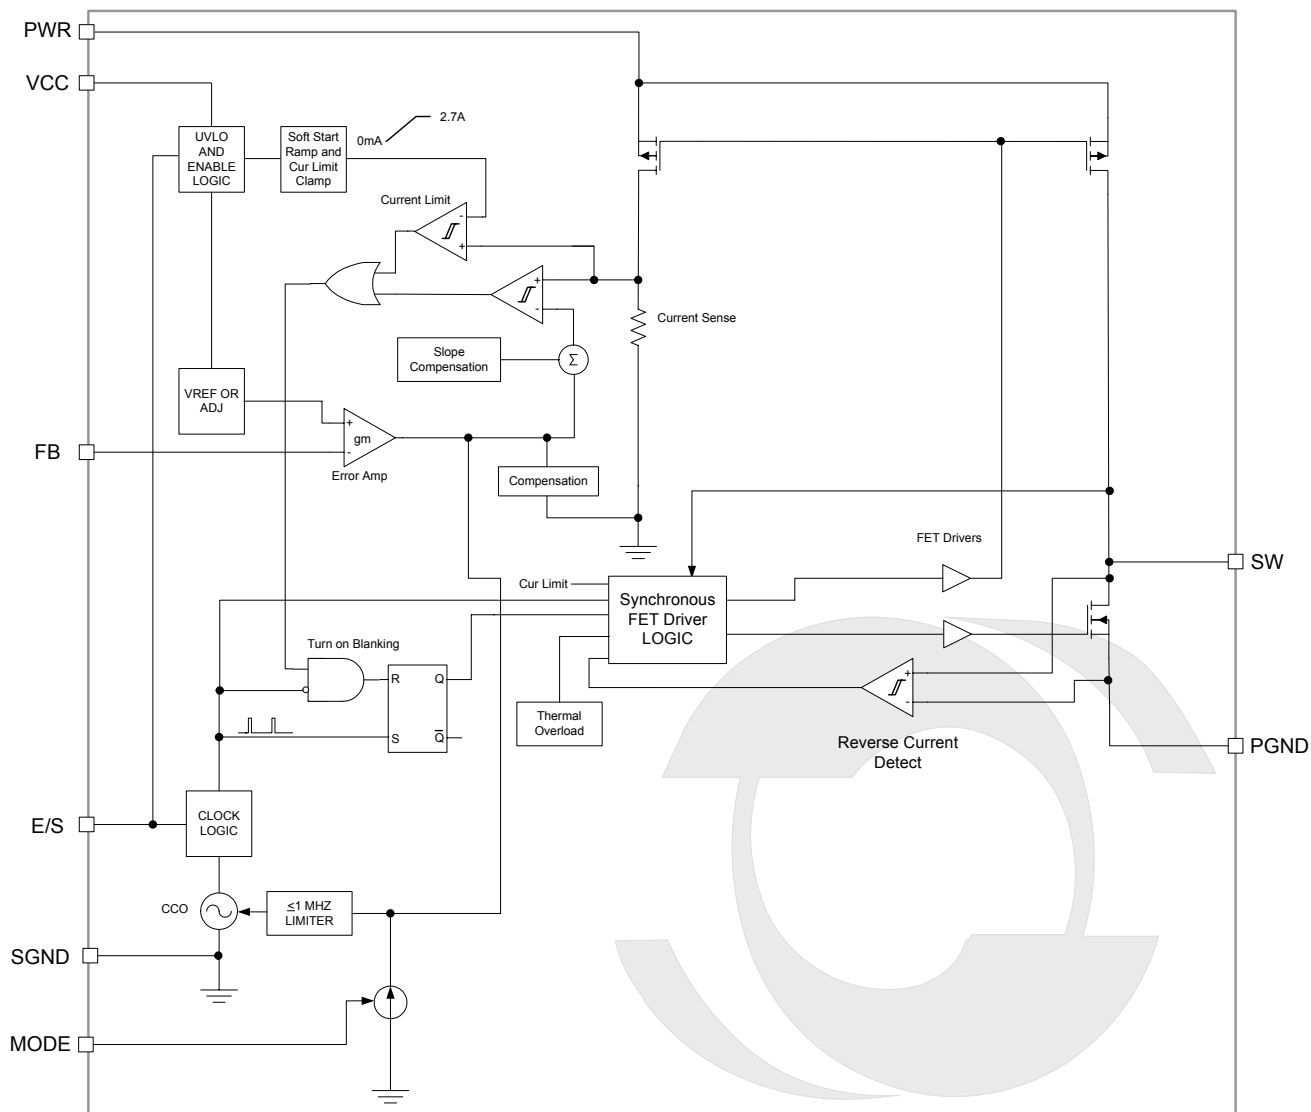 PWR
VCC
UVLO
AND
ENABLE
LOGIC
Soft Start
Ramp and
Cur Limit
Clamp
0mA
2.7A
Current Limit
-
+
+
-
Current Sense
Slope
Compensation
Σ
VREF OR
ADJ
+
gm
-
Error Amp
FB
Compensation
FET Drivers
SW
Cur Limit
Synchronous
FET Driver
LOGIC
Turn on Blanking
R
Q
S
Q̅
Thermal
Overload
+
-
Reverse Current
Detect
PGND
E/S
CLOCK
LOGIC
CCO
≤1 MHZ
LIMITER
SGND
MODE